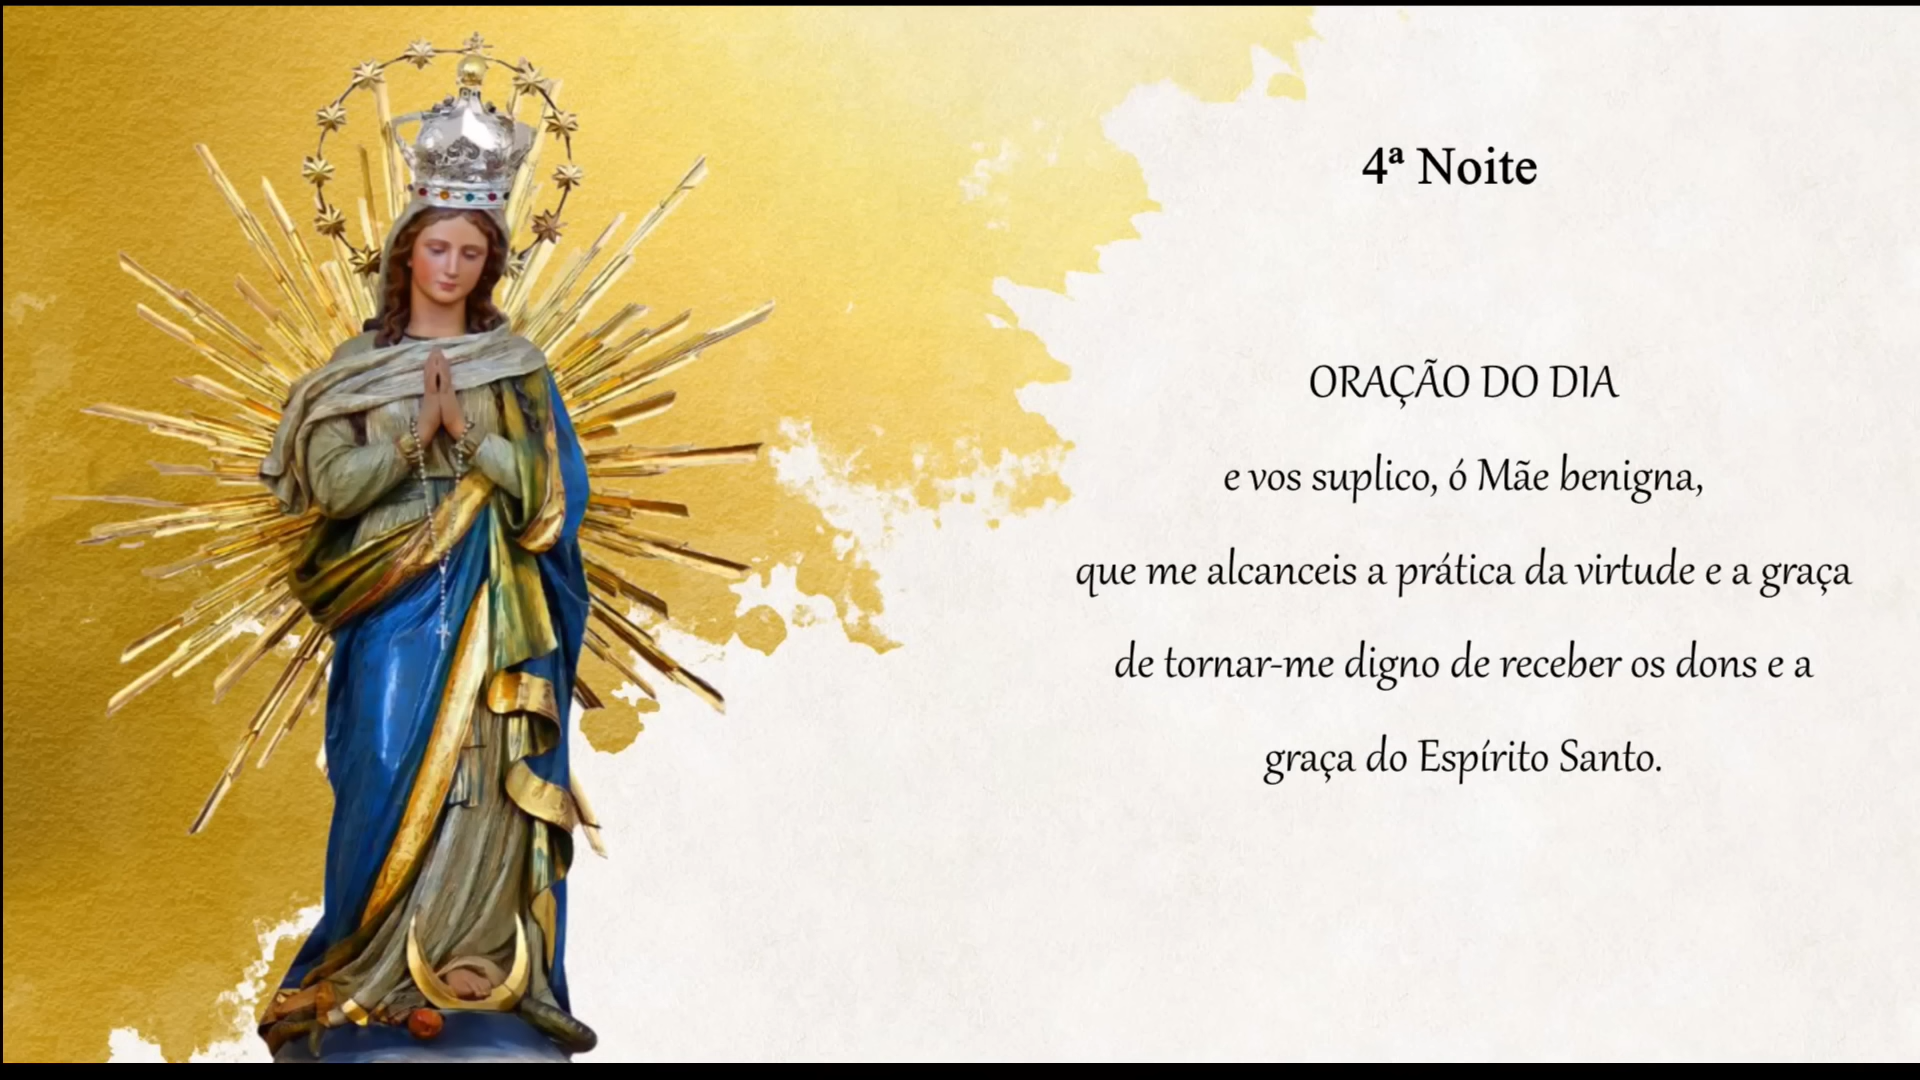 4ª Noite
ORAÇÃO DO DIA
e vos suplico, ó Mãe benigna,
que me alcanceis a prática da virtude e a graça
de tornar-me digno de receber os dons e a
graça do Espírito Santo.